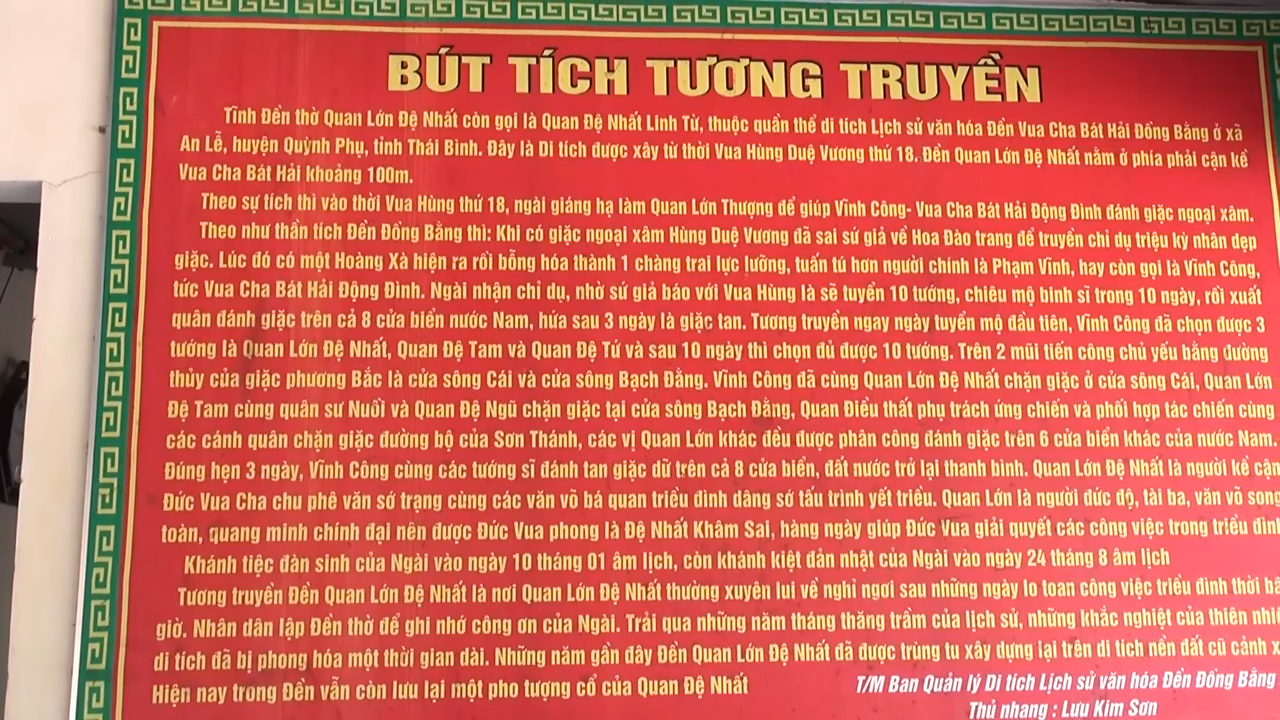 BÚT TÍCH TƯƠNG TRUYỀN
Tĩnh Đền thờ Quan Lớn Đệ Nhất còn gọi là Quan Đệ Nhất Linh Từ, thuộc quần thể di tích Lịch sử văn hóa Đền Vua Cha Bát Hải Đồng Bằng ở xã
An Lễ, huyện Quỳnh Phụ, tỉnh Thái Bình. Đây là Di tích được xây từ thời Vua Hùng Duệ Vương thứ 18. Đền Quan Lớn Đệ Nhất nằm ở phía phải cận kề
Vua Cha Bát Hải khoảng 100m.
Theo sự tích thì vào thời Vua Hùng thứ 18, ngài giáng hạ làm Quan Lớn Thượng để giúp Vĩnh Công- Vua Cha Bát Hải Động Đình đánh giặc ngoại xâm.
Theo như thần tích Đền Đồng Bằng thì: Khi có giặc ngoại xâm Hùng Duệ Vương đã sai sứ giả về Hoa Đào trang để truyền chỉ dụ triệu kỳ nhân dẹp
giặc. Lúc đó có một Hoàng Xà hiện ra rồi bỗng hóa thành 1 chàng trai lực lưỡng, tuấn tú hơn người chính là Phạm Vĩnh, hay còn gọi là Vĩnh Công,
tức Vua Cha Bát Hải Động Đình. Ngài nhận chỉ dụ, nhờ sứ giả báo với Vua Hùng là sẽ tuyển 10 tướng, chiêu mộ binh sĩ trong 10 ngày, rồi xuất
quân đánh giặc trên cả 8 cửa biển nước Nam, hứa sau 3 ngày là giặc tan. Tương truyền ngay ngày tuyển mộ đầu tiên, Vĩnh Công đã chọn được 3
tướng là Quan Lớn Đệ Nhất, Quan Đệ Tam và Quan Đệ Tứ và sau 10 ngày thì chọn đủ được 10 tướng. Trên 2 mũi tiến công chủ yếu bằng đường
thủy của giặc phương Bắc là cửa sông Cái và cửa sông Bạch Đằng. Vĩnh Công đã cùng Quan Lớn Đệ Nhất chặn giặc ở cửa sông Cái, Quan Lớn
Đệ Tam cùng quân sư Nuồi và Quan Đệ Ngũ chặn giặc tại cửa sông Bạch Đằng, Quan Điều thất phụ trách ứng chiến và phối hợp tác chiến cùng
các cánh quân chặn giặc đường bộ của Sơn Thánh, các vị Quan Lớn khác đều được phân công đánh giặc trên 6 cửa biển khác của nước Nam.
Đúng hẹn 3 ngày, Vĩnh Công cùng các tướng sĩ đánh tan giặc dữ trên cả 8 cửa biển, đất nước trở lại thanh bình. Quan Lớn Đệ Nhất là người kề cận
Đức Vua Cha chu phê văn sớ trạng cùng các văn võ bá quan triều đình dâng sớ tấu trình yết triều. Quan Lớn là người đức độ, tài ba, văn võ song
toàn, quang minh chính đại nên được Đức Vua phong là Đệ Nhất Khâm Sai, hàng ngày giúp Đức Vua giải quyết các công việc trong triều đình
Khánh tiệc đàn sinh của Ngài vào ngày 10 tháng 01 âm lịch, còn khánh kiệt đản nhật của Ngài vào ngày 24 tháng 8 âm lịch
Tương truyền Đền Quan Lớn Đệ Nhất là nơi Quan Lớn Đệ Nhất thường xuyên lui về nghỉ ngơi sau những ngày lo toan công việc triều đình thời bấ
giờ. Nhân dân lập Đền thờ để ghi nhớ công ơn của Ngài. Trải qua những năm tháng thăng trầm của lịch sử, những khắc nghiệt của thiên nhi
di tích đã bị phong hóa một thời gian dài. Những năm gần đây Đền Quan Lớn Đệ Nhất đã được trùng tu xây dựng lại trên di tích nền đất cũ cảnh x
Hiện nay trong Đền vẫn còn lưu lại một pho tượng cổ của Quan Đệ Nhất
T/M Ban Quản lý Di tích Lịch sử văn hóa Đền Đồng Bằng
Thủ nhang : Lưu Kim Sơn